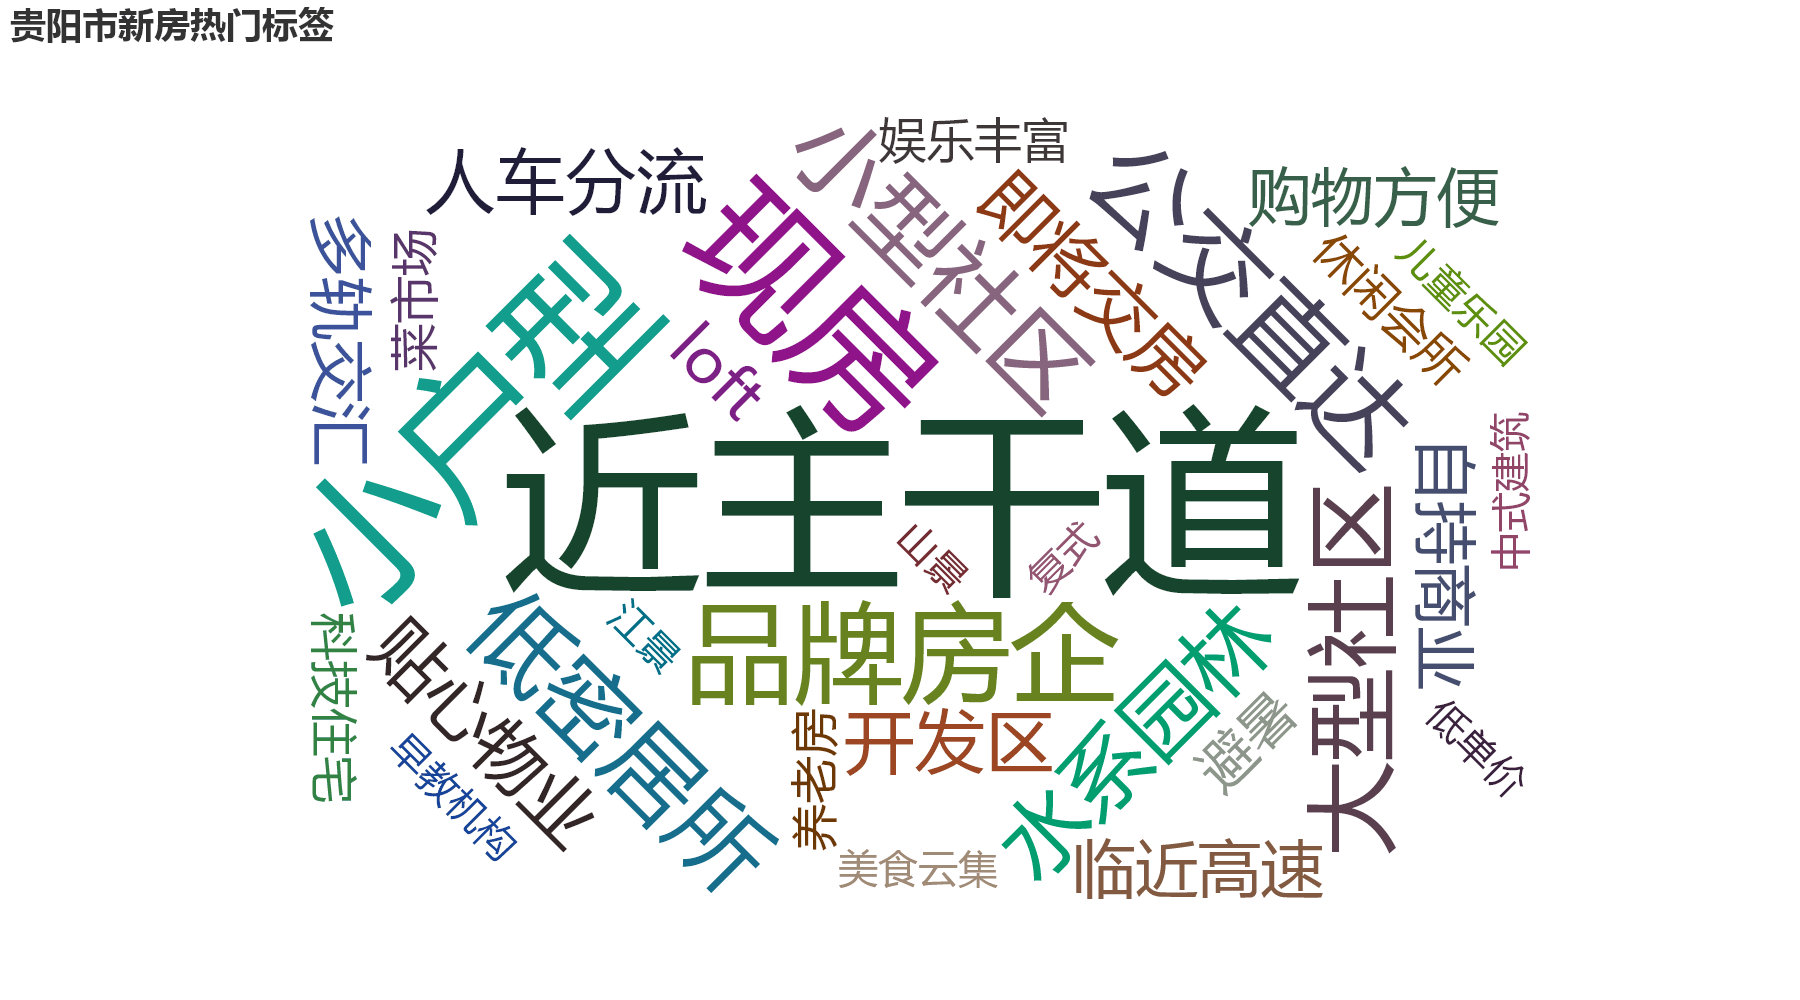 贵阳市新房热门标签
娱乐丰富
人车分流
小型社区
公交直达
购物方便
现房
即将交房
多轨交汇
菜市场
小户型
loft
休闲会所
儿童乐园
近主干道
自持商业
中式建筑
大型社区
山景
复式
江景
品牌房企
低密居所
贴心物业
科技住宅
水系园林
避暑
低单价
开发区
养老房
早教机构
美食云集
临近高速